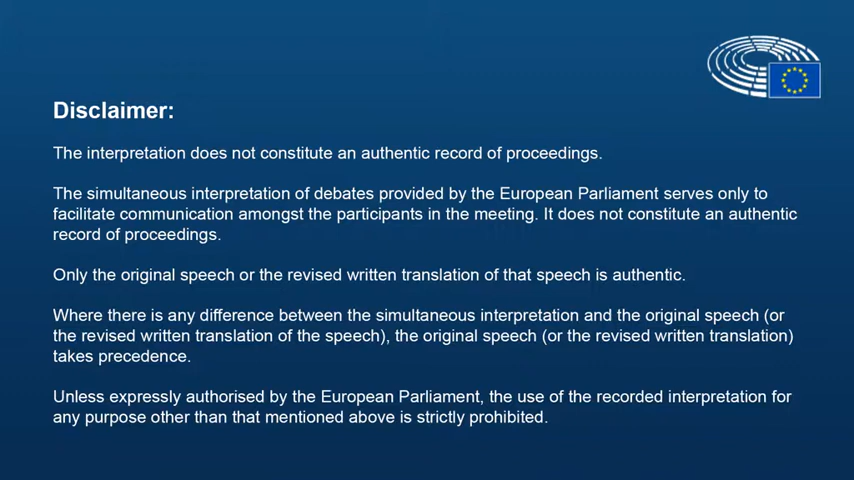 Disclaimer:
The interpretation does not constitute an authentic record of proceedings.
The simultaneous interpretation of debates provided by the European Parliament serves only to
facilitate communication amongst the participants in the meeting. It does not constitute an authentic
record of proceedings.
Only the original speech or the revised written translation of that speech is authentic.
Where there is any difference between the simultaneous interpretation and the original speech (or
the revised written translation of the speech), the original speech (or the revised written translation)
takes precedence.
Unless expressly authorised by the European Parliament, the use of the recorded interpretation for
any purpose other than that mentioned above is strictly prohibited.